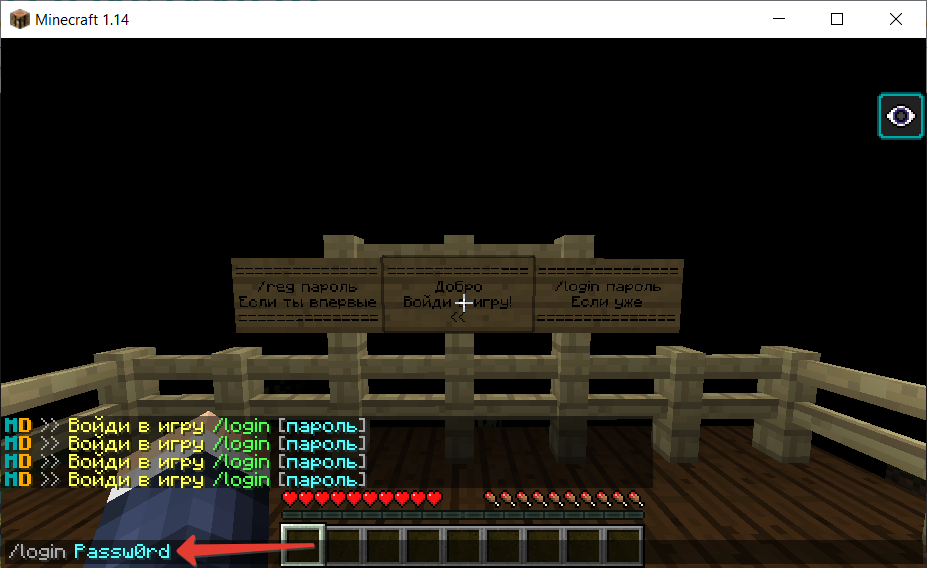 Minecraft 1.14
====================
/reg пароль
Если ты впервые
====================
====================
Добро
Войди игру!
<<
====================
/login пароль
Если уже
====================
MD >> Войди в игру /login [пароль]
MD >> Войди в игру /login [пароль]
MD >> Войди в игру /login [пароль]
MD >> Войди в игру /login [пароль]
/login Passw0rd